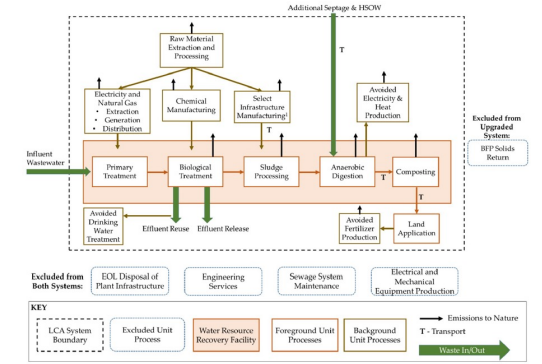 Additional Septage & HSOW
T
Raw Material
Extraction and
Processing
Electricity and
Natural Gas
• Extraction
• Generation
• Distribution
Chemical
Manufacturing
Select
Infrastructure
Manufacturing¹
T
Avoided
Electricity &
Heat
Production
Excluded from
Upgraded
System:
BFP Solids
Return
Influent
Wastewater
Primary
Treatment
Biological
Treatment
Sludge
Processing
Anaerobic
Digestion
T
Composting
T
Avoided
Drinking
Water
Treatment
Effluent Reuse
Effluent Release
Avoided
Fertilizer
Production
Land
Application
Excluded from
Both Systems:
EOL Disposal of
Plant Infrastructure
Engineering
Services
Sewage System
Maintenance
Electrical and
Mechanical
Equipment Production
KEY
LCA System
Boundary
Excluded Unit
Process
Water Resource
Recovery Facility
Foreground Unit
Processes
Background
Unit Processes
Emissions to Nature
T - Transport
Waste In/Out